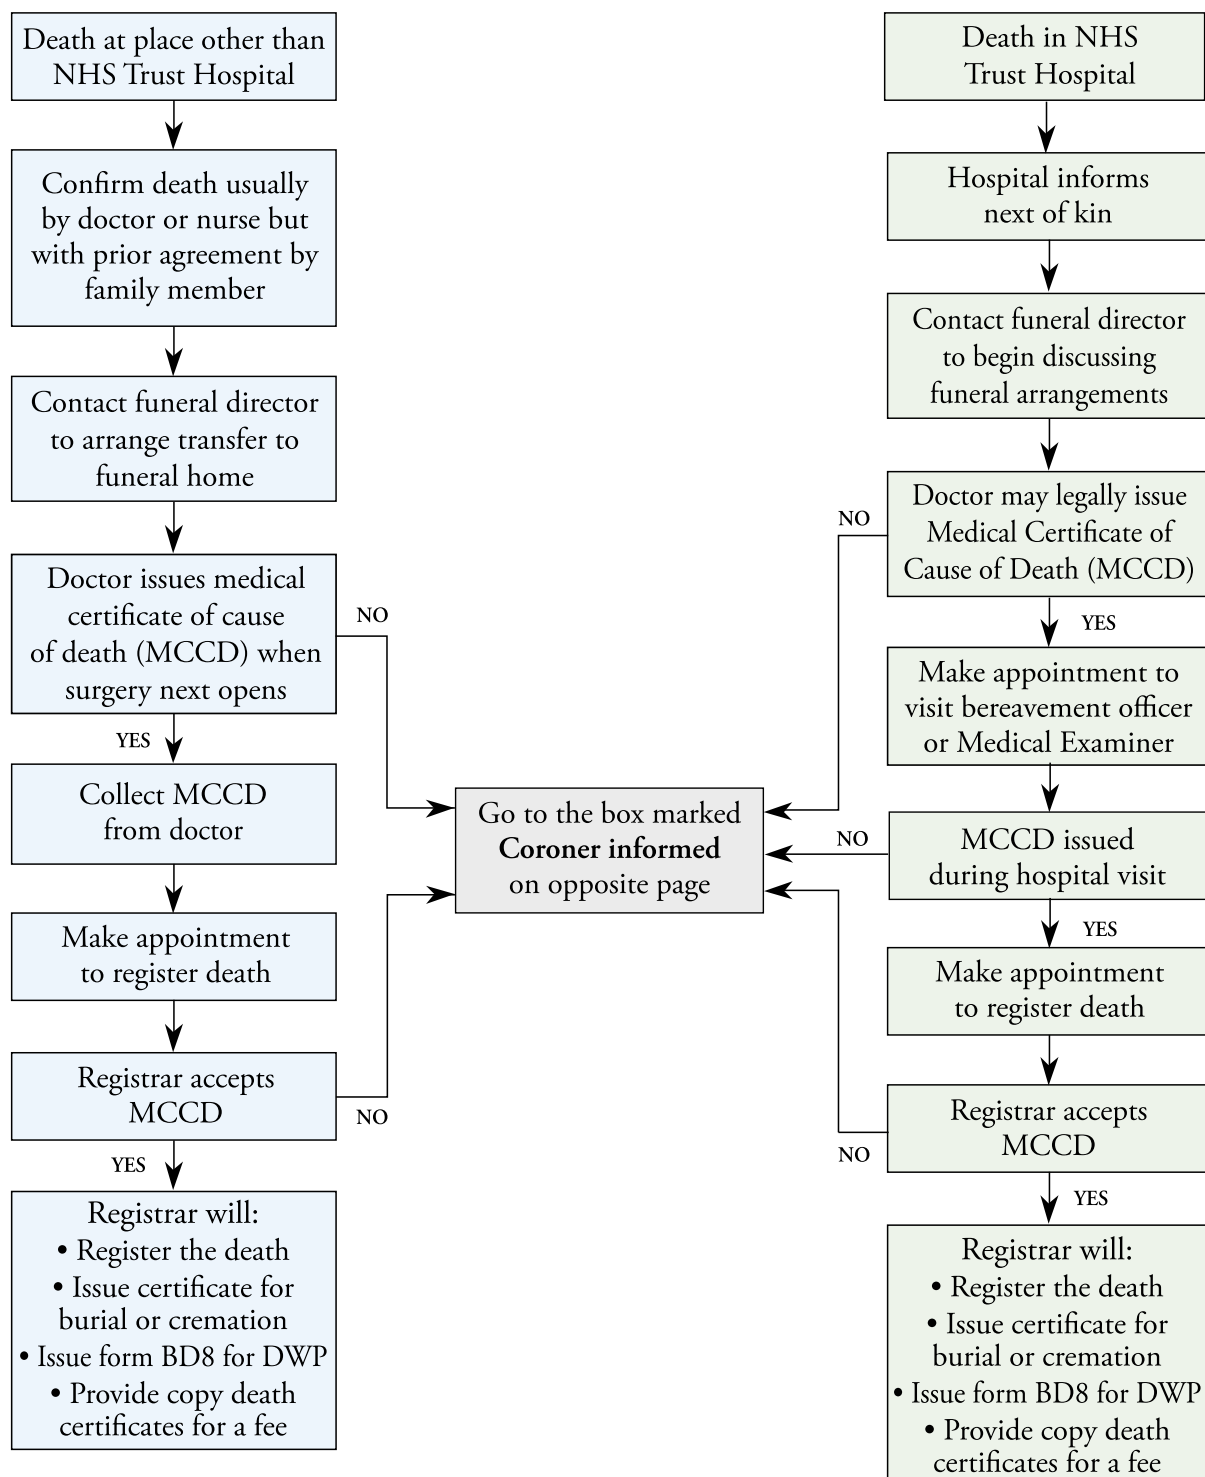 Death at place other than
NHS Trust Hospital
Confirm death usually
by doctor or nurse but
with prior agreement by
family member
Contact funeral director
to arrange transfer to
funeral home
Doctor issues medical
certificate of cause
of death (MCCD) when
surgery next opens
NO
YES
Collect MCCD
from doctor
Make appointment
to register death
Registrar accepts
MCCD
NO
YES
Registrar will:
• Register the death
• Issue certificate for
burial or cremation
• Issue form BD8 for DWP
• Provide copy death
certificates for a fee
Go to the box marked
Coroner informed
on opposite page
Death in NHS
Trust Hospital
Hospital informs
next of kin
Contact funeral director
to begin discussing
funeral arrangements
Doctor may legally issue
Medical Certificate of
Cause of Death (MCCD)
NO
YES
Make appointment to
visit bereavement officer
or Medical Examiner
MCCD issued
during hospital visit
NO
YES
Make appointment
to register death
Registrar accepts
MCCD
NO
YES
Registrar will:
• Register the death
• Issue certificate for
burial or cremation
• Issue form BD8 for DWP
• Provide copy death
certificates for a fee